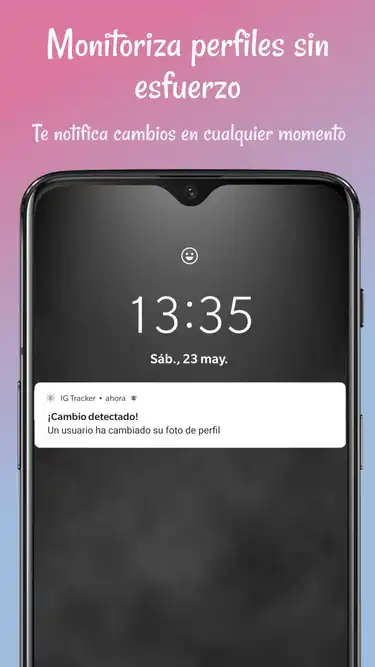 Monitoriza perfiles sin
esfuerzo
Te notifica cambios en cualquier momento
13:35
Sáb., 23 may.
IG Tracker • ahora
¡Cambio detectado!
Un usuario ha cambiado su foto de perfil